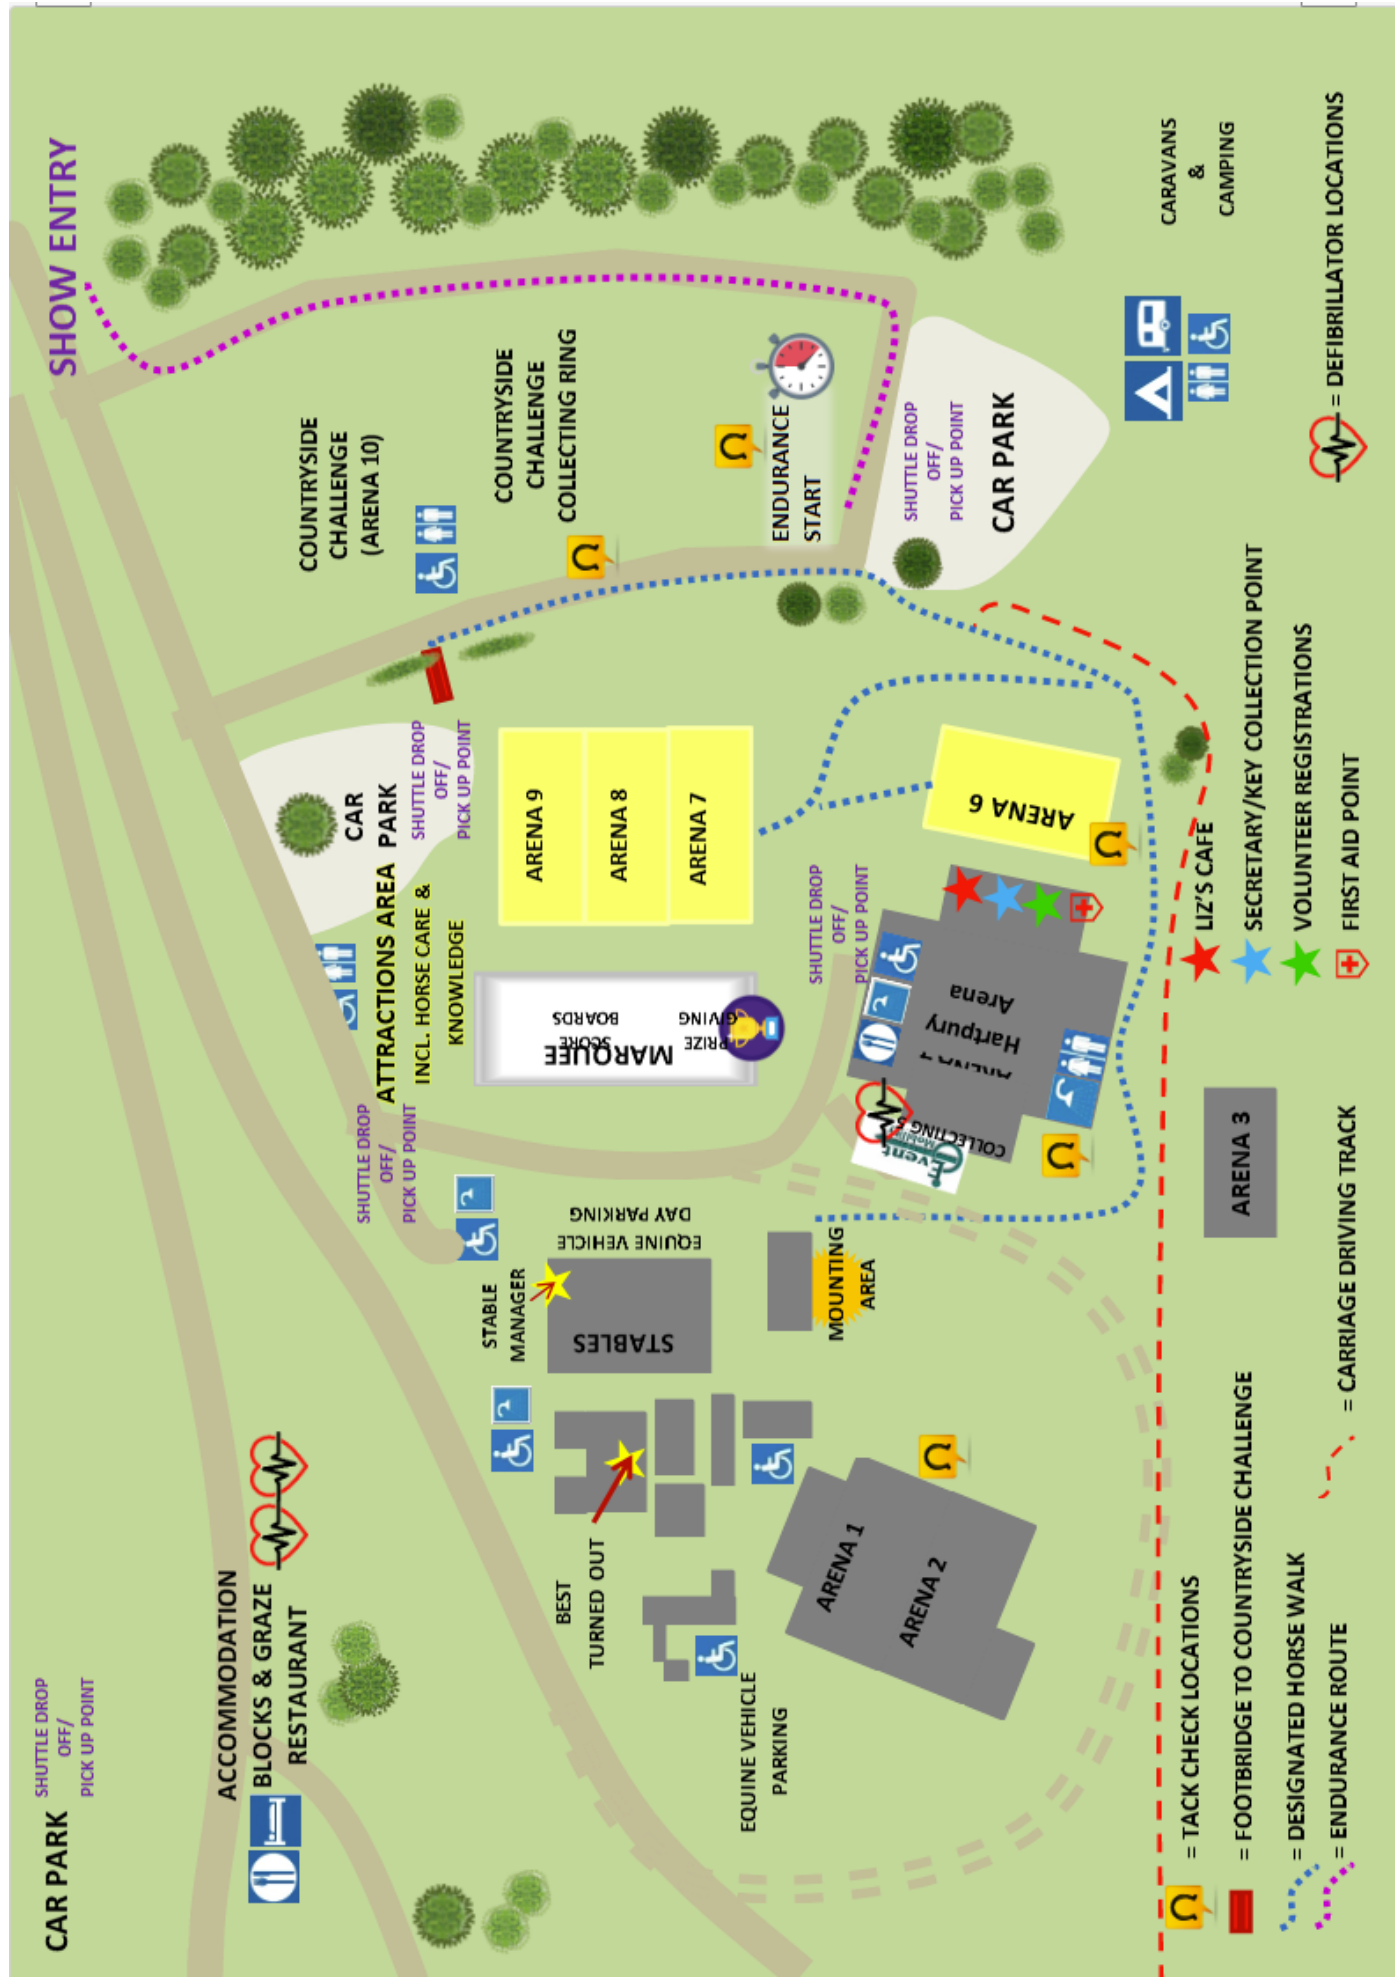 SHOW ENTRY
COUNTRYSIDE
CHALLENGE
(ARENA 10)
COUNTRYSIDE
CHALLENGE
COLLECTING RING
ENDURANCE
START
SHUTTLE DROP
OFF/
PICK UP POINT
CAR PARK
CARAVANS
&
CAMPING
CAR
PARK
SHUTTLE DROP
OFF/
PICK UP POINT
ATTRACTIONS AREA
INCL. HORSE CARE &
KNOWLEDGE
ARENA 9
ARENA 8
ARENA 7
ARENA 6
MARQUEE
SCORE
BOARDS
PRIZE
GIVING
SHUTTLE DROP
OFF/
PICK UP POINT
Hartpury
Arena
COLLECTING
Event
Mobility
SHUTTLE DROP
OFF/
PICK UP POINT
EQUINE VEHICLE
DAY PARKING
STABLE
MANAGER
STABLES
MOUNTING
AREA
ARENA 3
BEST
TURNED OUT
ARENA 1
ARENA 2
EQUINE VEHICLE
PARKING
ACCOMMODATION
BLOCKS & GRAZE
RESTAURANT
CAR PARK
SHUTTLE DROP
OFF/
PICK UP POINT
= TACK CHECK LOCATIONS
= FOOTBRIDGE TO COUNTRYSIDE CHALLENGE
= DESIGNATED HORSE WALK
= ENDURANCE ROUTE
= CARRIAGE DRIVING TRACK
LIZ'S CAFE
SECRETARY/KEY COLLECTION POINT
VOLUNTEER REGISTRATIONS
FIRST AID POINT
= DEFIBRILLATOR LOCATIONS